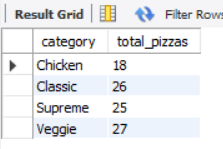 Result Grid Filter Rows
category total_pizzas
Chicken 18
Classic 26
Supreme 25
Veggie 27